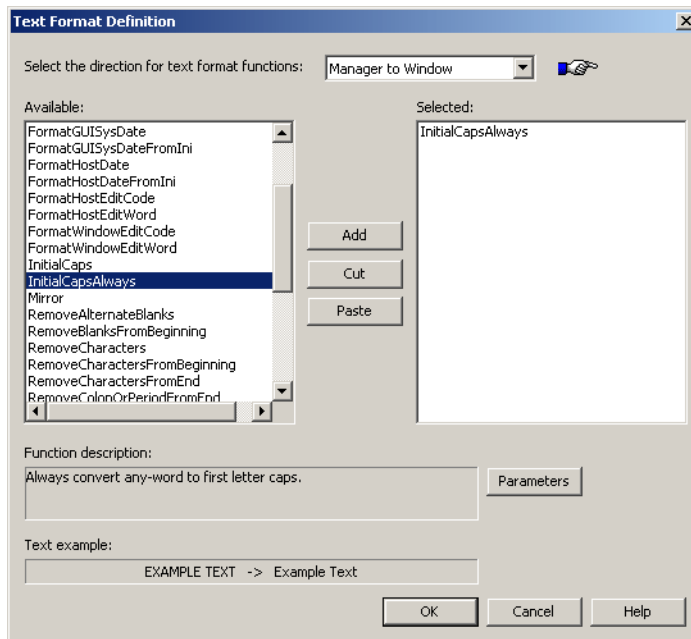 Text Format Definition
Select the direction for text format functions:
Manager to Window
Available:
Selected:
FormatGUISysDate
FormatGUISysDateFromIni
FormatHostDate
FormatHostDateFromIni
FormatHostEditCode
FormatHostEditWord
FormatWindowEditCode
FormatWindowEditWord
InitialCaps
InitialCapsAlways
Mirror
RemoveAlternateBlanks
RemoveBlanksFromBeginning
RemoveCharacters
RemoveCharactersFromBeginning
RemoveCharactersFromEnd
RemoveColonOrPeriodFromEnd
Add
Cut
Paste
InitialCapsAlways
Function description:
Always convert any-word to first letter caps.
Parameters
Text example:
EXAMPLE TEXT -> Example Text
OK
Cancel
Help